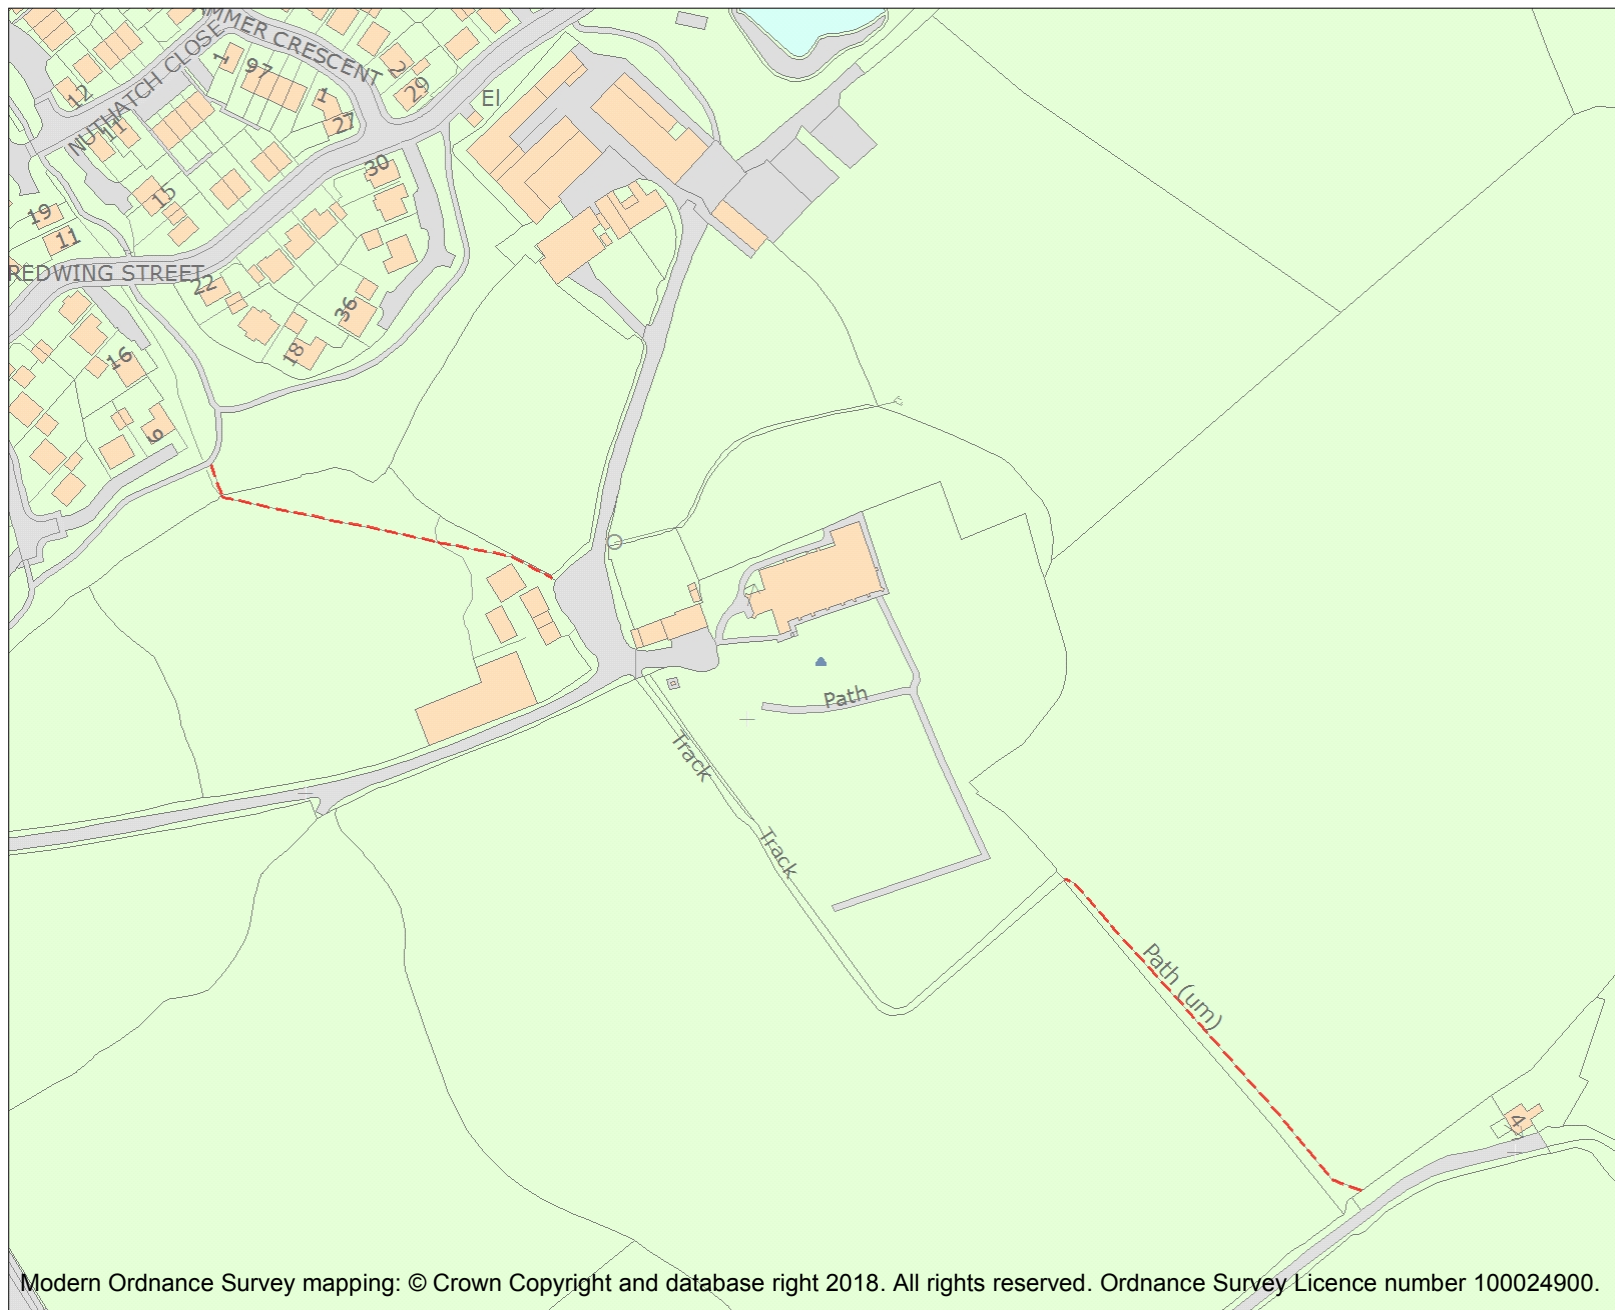 AMMER CRESCENT
NUTHATCH CLOSE
1
97
2
29
12
1
27
11
El
30
15
19
11
REDWING STREET
22
36
18
16
9
Path
Track
Track
Path (um)
4
Modern Ordnance Survey mapping: © Crown Copyright and database right 2018. All rights reserved. Ordnance Survey Licence number 100024900.